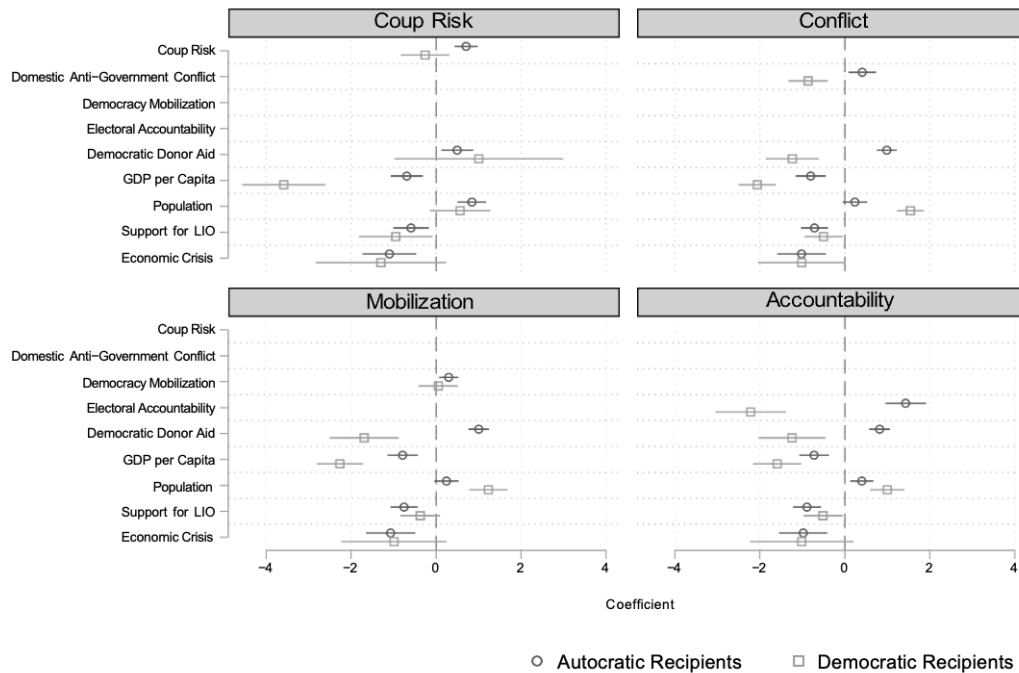 Coup Risk
Conflict
Coup Risk
Domestic Anti-Government Conflict
Democracy Mobilization
Electoral Accountability
Democratic Donor Aid
GDP per Capita
Population
Support for LIO
Economic Crisis
Mobilization
Accountability
Coup Risk
Domestic Anti-Government Conflict
Democracy Mobilization
Electoral Accountability
Democratic Donor Aid
GDP per Capita
Population
Support for LIO
Economic Crisis
−4 −2 0 2 4 −4 −2 0 2 4
Coefficient
Autocratic Recipients Democratic Recipients